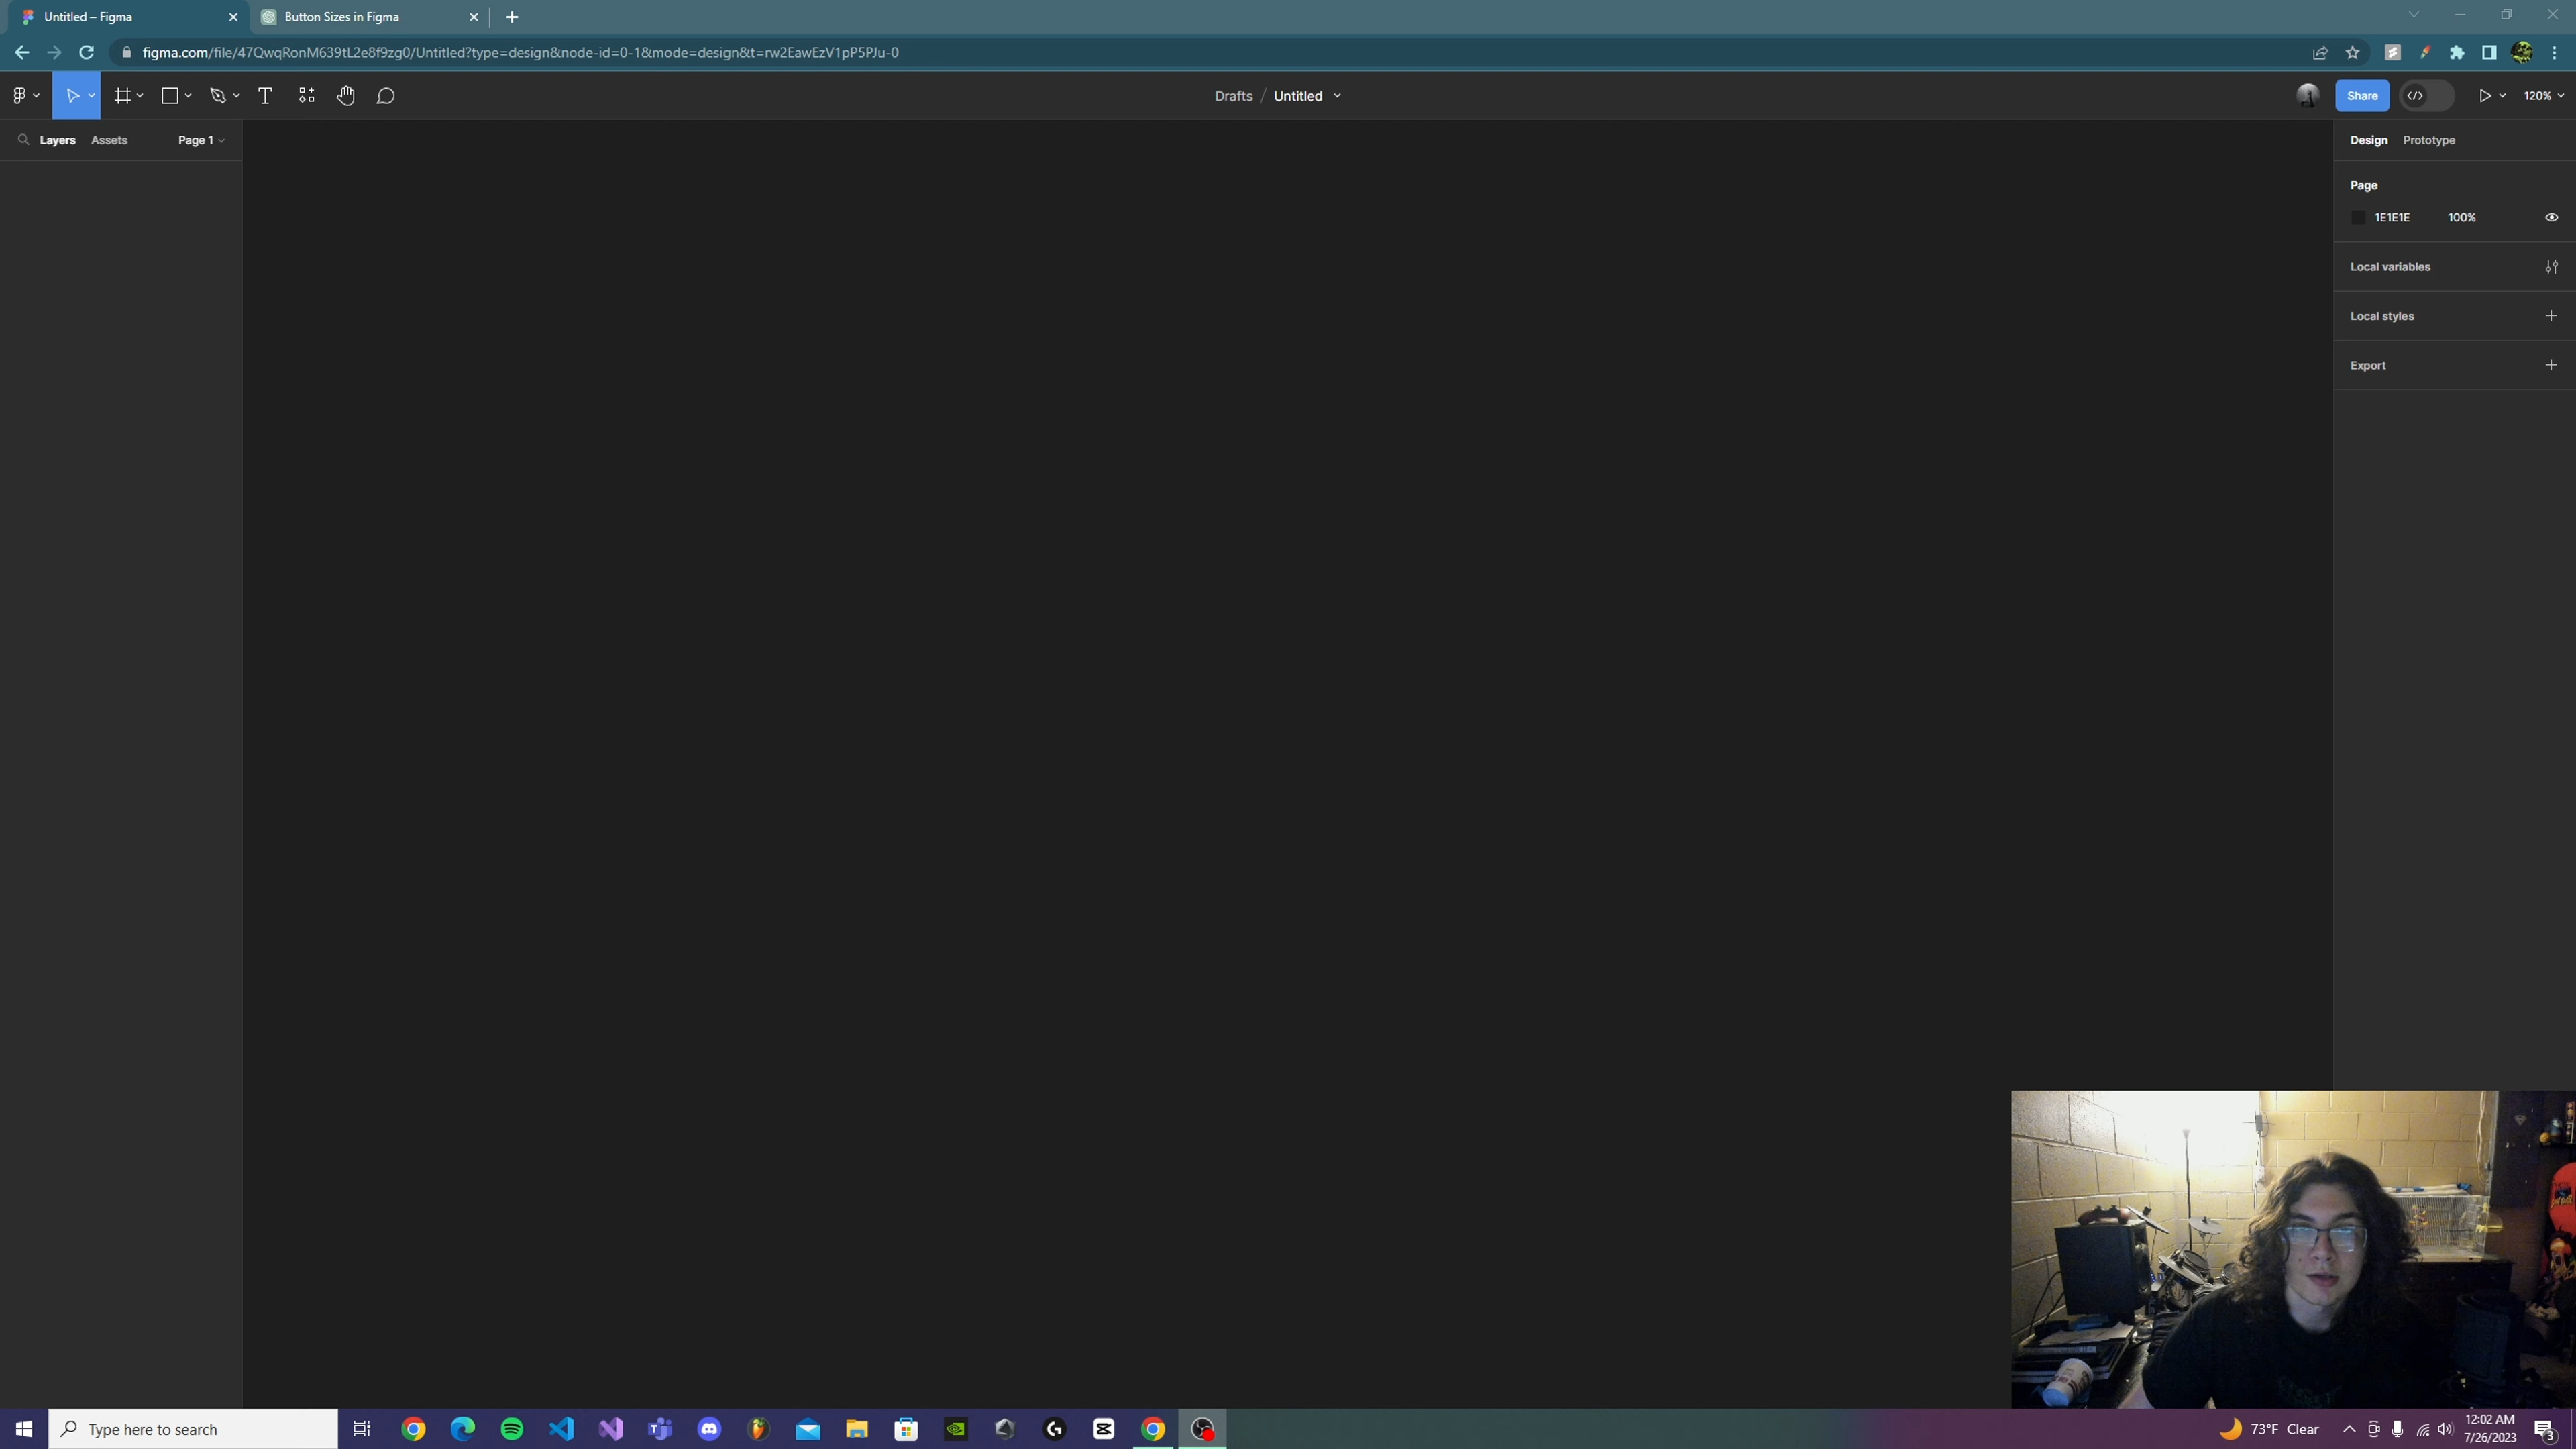 Untitled – Figma
Button Sizes in Figma
figma.com/file/47QwqRonM639tL2e8f9zg0/Untitled?type=design&node-id=0-1&mode=design&t=rw2EawEzV1pP5PJu-0
Drafts / Untitled
Share
120%
Layers Assets Page 1
Design Prototype
Page
1E1E1E 100%
Local variables
Local styles
Export
Type here to search
73°F Clear
12:02 AM
7/26/2023
3